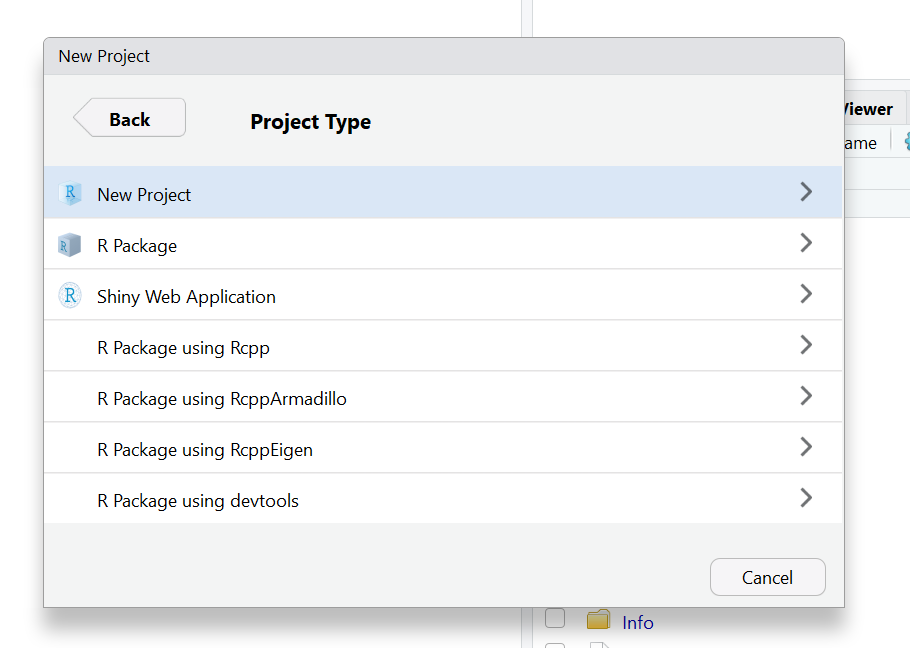 New Project
Back
Project Type
Viewer
ame
New Project
R Package
Shiny Web Application
R Package using Rcpp
R Package using RcppArmadillo
R Package using RcppEigen
R Package using devtools
Cancel
Info